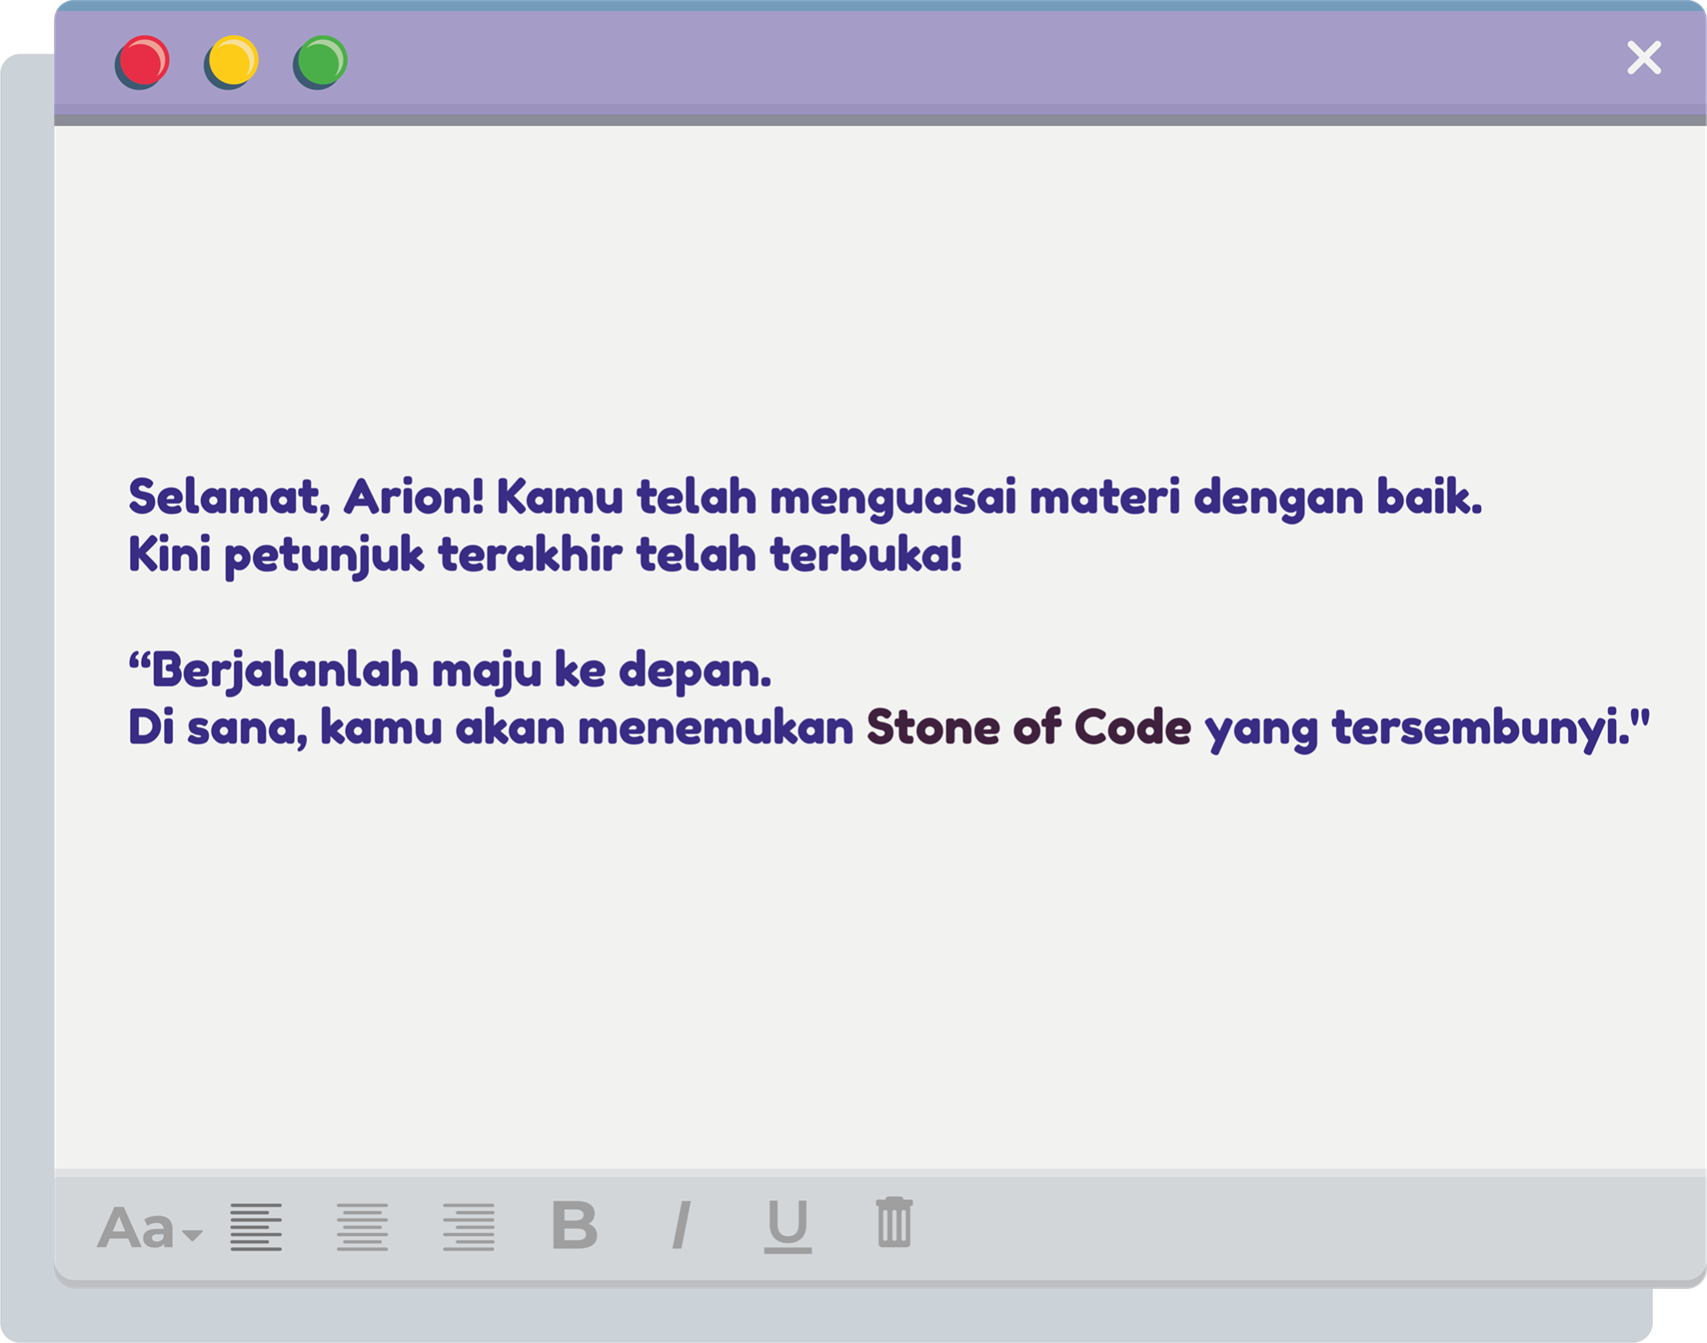 Selamat, Arion! Kamu telah menguasai materi dengan baik.
Kini petunjuk terakhir telah terbuka!
“Berjalanlah maju ke depan.
Di sana, kamu akan menemukan Stone of Code yang tersembunyi."
Aa B I U